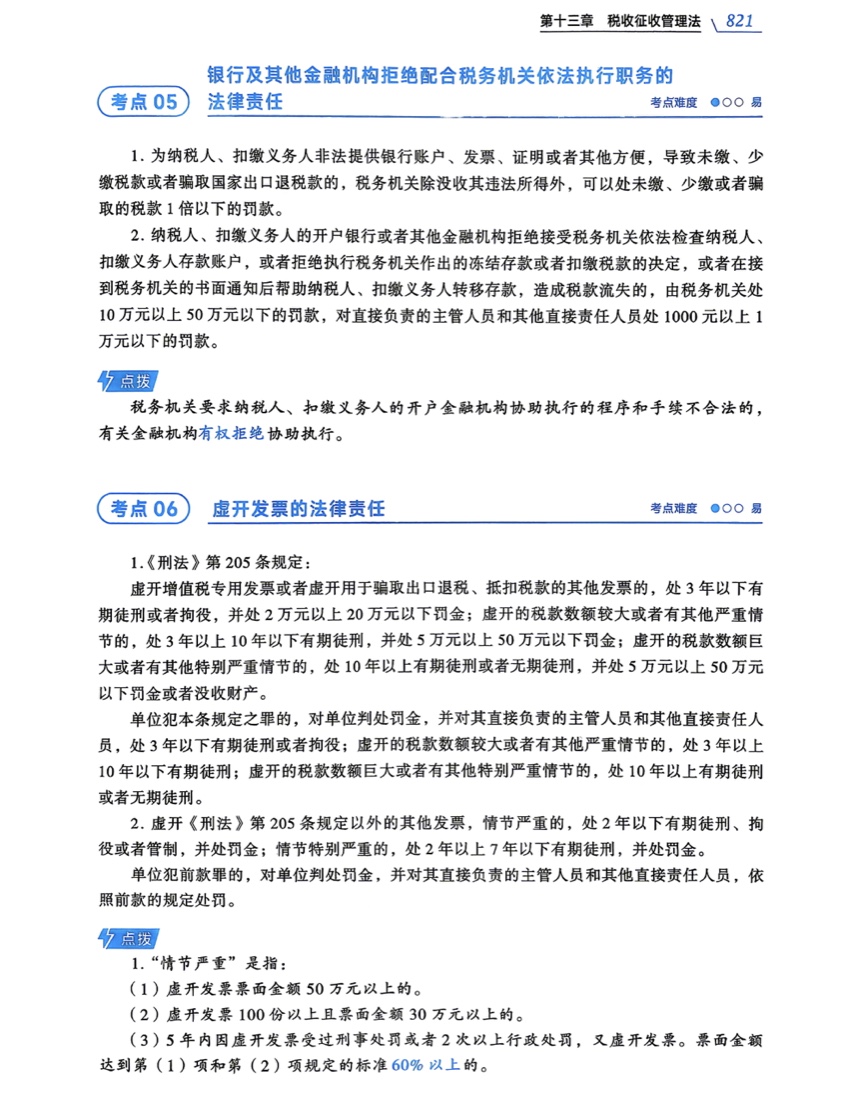 第十三章 税收征收管理法 821
考点 05 银行及其他金融机构拒绝配合税务机关依法执行职务的
法律责任 考点难度 ●○○ 易
1. 为纳税人、扣缴义务人非法提供银行账户、发票、证明或者其他方便，导致未缴、少
缴税款或者骗取国家出口退税款的，税务机关除没收其违法所得外，可以处未缴、少缴或者骗
取的税款 1 倍以下的罚款。
2. 纳税人、扣缴义务人的开户银行或者其他金融机构拒绝接受税务机关依法检查纳税人、
扣缴义务人存款账户，或者拒绝执行税务机关作出的冻结存款或者扣缴税款的决定，或者在接
到税务机关的书面通知后帮助纳税人、扣缴义务人转移存款，造成税款流失的，由税务机关处
10 万元以上 50 万元以下的罚款，对直接负责的主管人员和其他直接责任人员处 1000 元以上 1
万元以下的罚款。
点拨
税务机关要求纳税人、扣缴义务人的开户金融机构协助执行的程序和手续不合法的，
有关金融机构有权拒绝协助执行。
考点 06 虚开发票的法律责任 考点难度 ●○○ 易
1.《刑法》第 205 条规定：
虚开增值税专用发票或者虚开用于骗取出口退税、抵扣税款的其他发票的，处 3 年以下有
期徒刑或者拘役，并处 2 万元以上 20 万元以下罚金；虚开的税款数额较大或者有其他严重情
节的，处 3 年以上 10 年以下有期徒刑，并处 5 万元以上 50 万元以下罚金；虚开的税款数额巨
大或者有其他特别严重情节的，处 10 年以上有期徒刑或者无期徒刑，并处 5 万元以上 50 万元
以下罚金或者没收财产。
单位犯本条规定之罪的，对单位判处罚金，并对其直接负责的主管人员和其他直接责任人
员，处 3 年以下有期徒刑或者拘役；虚开的税款数额较大或者有其他严重情节的，处 3 年以上
10 年以下有期徒刑；虚开的税款数额巨大或者有其他特别严重情节的，处 10 年以上有期徒刑
或者无期徒刑。
2. 虚开《刑法》第 205 条规定以外的其他发票，情节严重的，处 2 年以下有期徒刑、拘
役或者管制，并处罚金；情节特别严重的，处 2 年以上 7 年以下有期徒刑，并处罚金。
单位犯前款罪的，对单位判处罚金，并对其直接负责的主管人员和其他直接责任人员，依
照前款的规定处罚。
点拨
1.“情节严重”是指：
（1）虚开发票票面金额 50 万元以上的。
（2）虚开发票 100 份以上且票面金额 30 万元以上的。
（3）5 年内因虚开发票受过刑事处罚或者 2 次以上行政处罚，又虚开发票。票面金额
达到第（1）项和第（2）项规定的标准 60% 以上的。